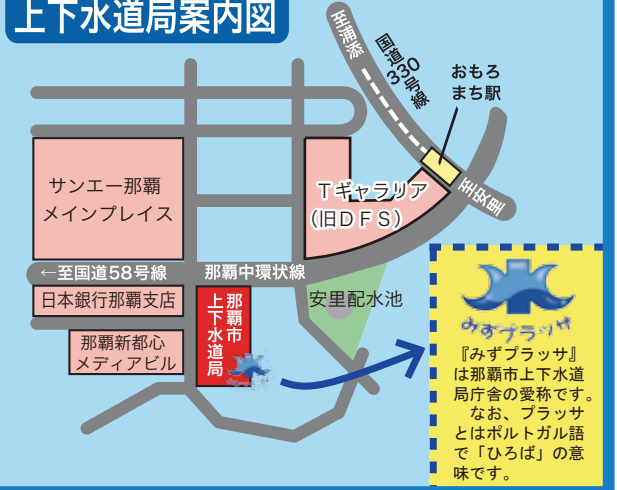 上下水道局案内図
至浦添
国道330号線
おもろ
まち駅
サンエー那覇
メインプレイス
Tギャラリア
（旧DFS）
至安里
←至国道58号線
那覇中環状線
日本銀行那覇支店
那覇市
上下水道局
安里配水池
那覇新都心
メディアビル
みずプラッサ
『みずプラッサ』
は那覇市上下水道
局庁舎の愛称です。
なお、プラッサ
とはポルトガル語
で「ひろば」の意
味です。